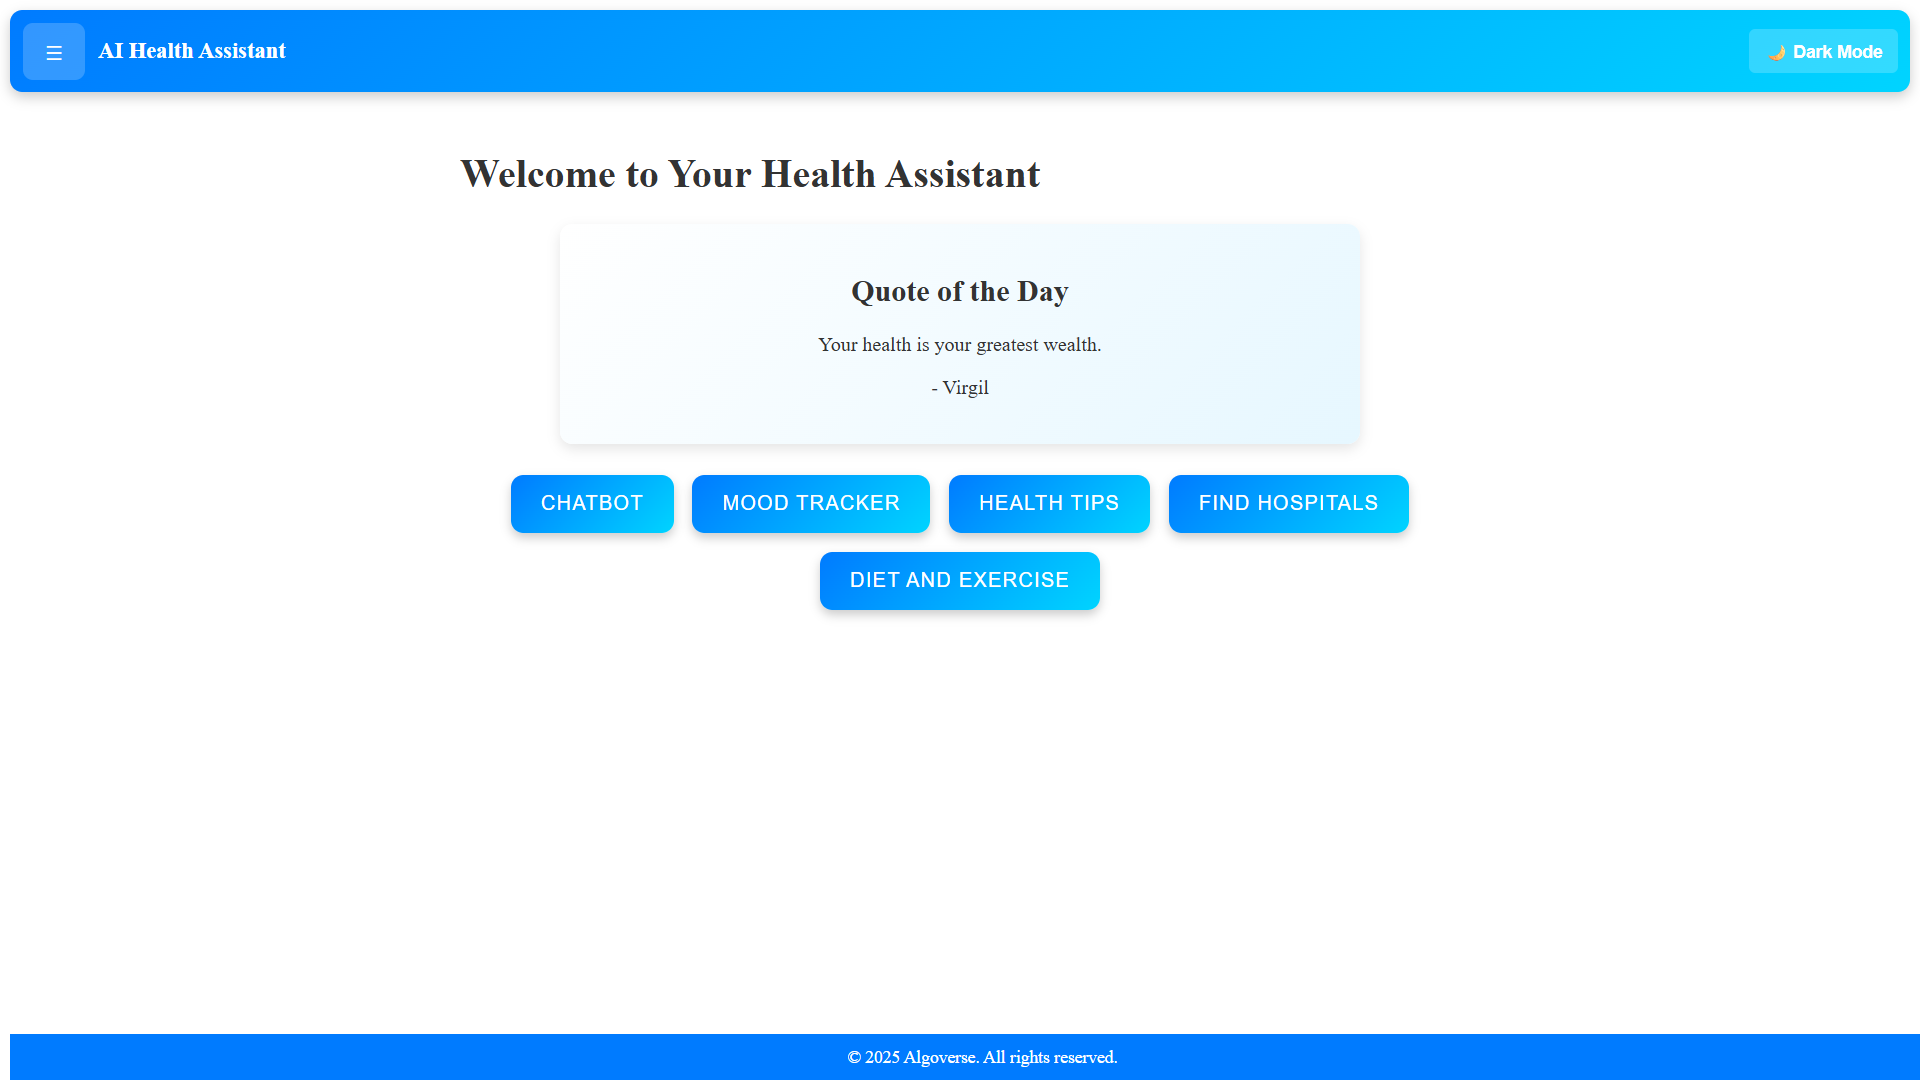 ☰ AI Health Assistant
🌙 Dark Mode
Welcome to Your Health Assistant
Quote of the Day
Your health is your greatest wealth.
- Virgil
CHATBOT
MOOD TRACKER
HEALTH TIPS
FIND HOSPITALS
DIET AND EXERCISE
© 2025 Algoverse. All rights reserved.